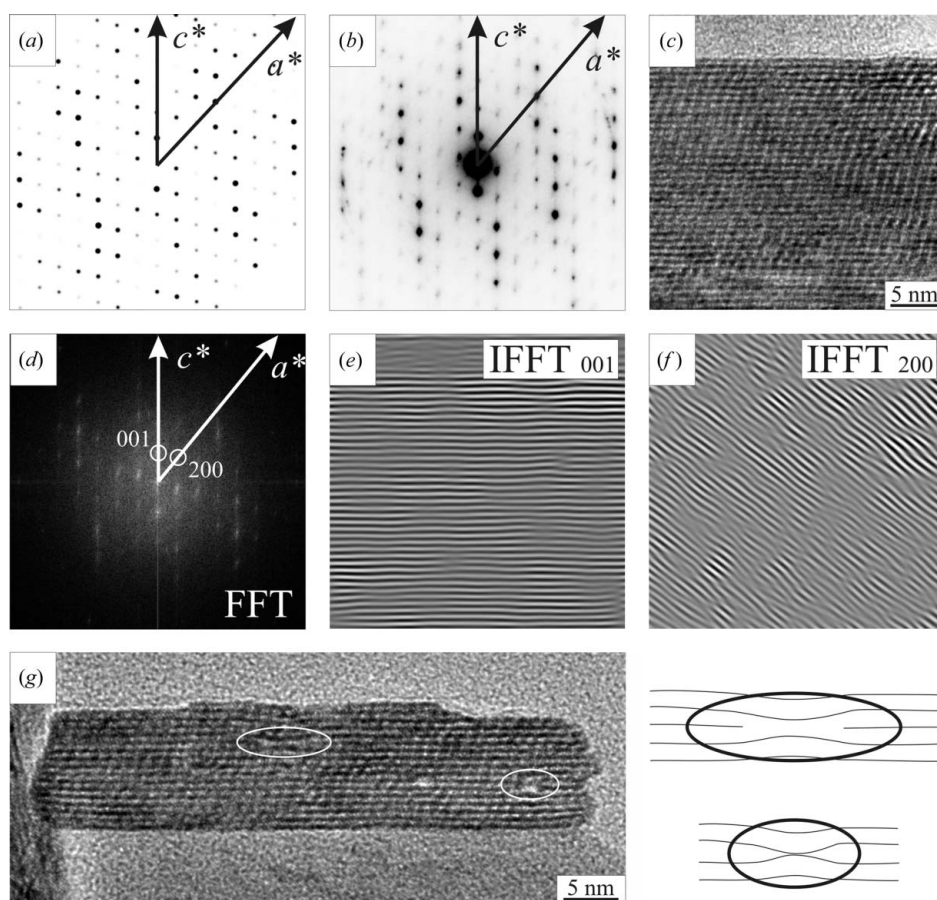 (a)
c*
a*
(b)
c*
a*
(c)
5 nm
(d)
c*
a*
001
200
FFT
(e)
IFFT 001
(f)
IFFT 200
(g)
5 nm